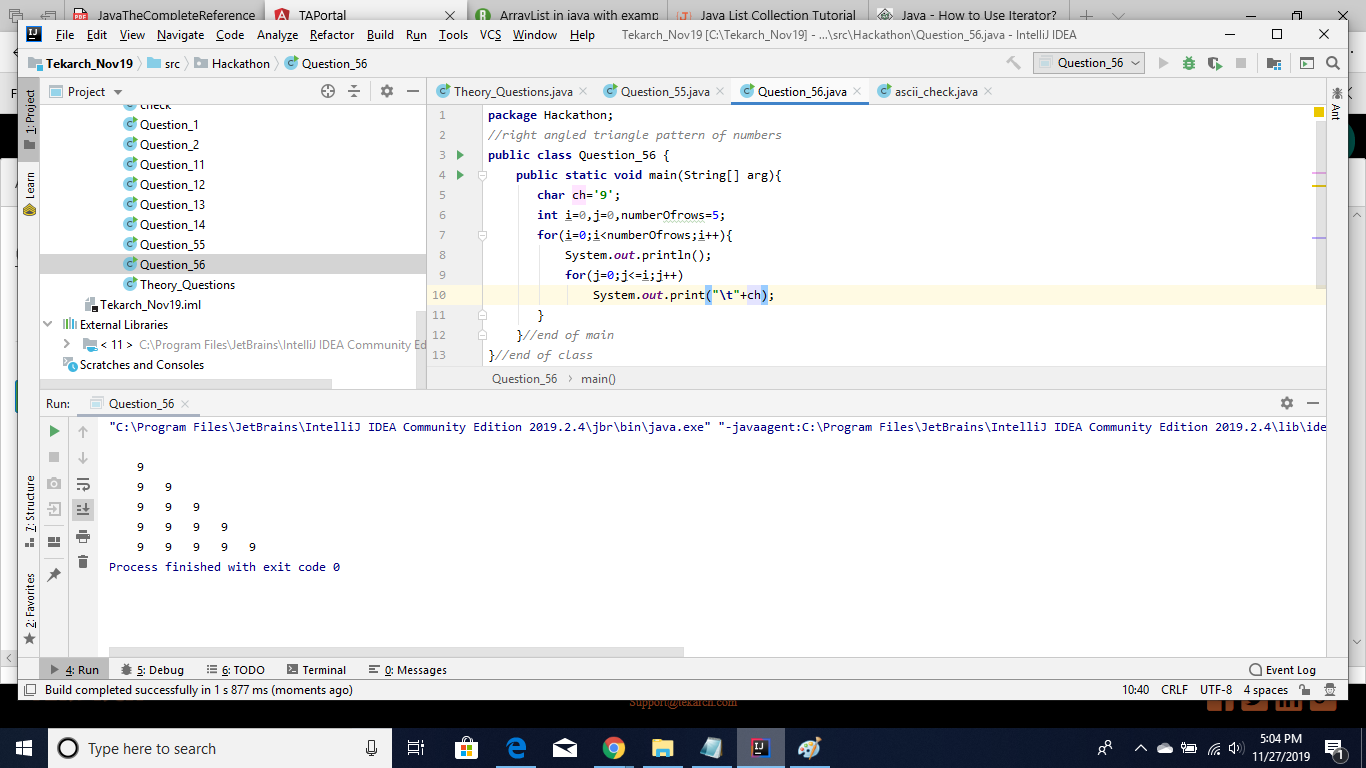 JavaTheCompleteReference TAPortal ArrayList in java with examp Java List Collection Tutorial Java - How to Use Iterator?
File Edit View Navigate Code Analyze Refactor Build Run Tools VCS Window Help Tekarch_Nov19 [C:\Tekarch_Nov19] - ...\src\Hackathon\Question_56.java - IntelliJ IDEA
Tekarch_Nov19 src Hackathon Question_56 Question_56
Project Theory_Questions.java Question_55.java Question_56.java ascii_check.java
1: Project
Learn
7: Structure
2: Favorites
Ant
check
Question_1
Question_2
Question_11
Question_12
Question_13
Question_14
Question_55
Question_56
Theory_Questions
Tekarch_Nov19.iml
External Libraries
< 11 > C:\Program Files\JetBrains\IntelliJ IDEA Community Ed
Scratches and Consoles
1 package Hackathon;
2 //right angled triangle pattern of numbers
3 public class Question_56 {
4 public static void main(String[] arg){
5 char ch='9';
6 int i=0,j=0,numberOfrows=5;
7 for(i=0;i<numberOfrows;i++){
8 System.out.println();
9 for(j=0;j<=i;j++)
10 System.out.print("\t"+ch);
11 }
12 }//end of main
13 }//end of class
Question_56 main()
Run: Question_56
"C:\Program Files\JetBrains\IntelliJ IDEA Community Edition 2019.2.4\jbr\bin\java.exe" "-javaagent:C:\Program Files\JetBrains\IntelliJ IDEA Community Edition 2019.2.4\lib\ide
9
9 9
9 9 9
9 9 9 9
9 9 9 9 9
Process finished with exit code 0
4: Run 5: Debug 6: TODO Terminal 0: Messages Event Log
Build completed successfully in 1 s 877 ms (moments ago) 10:40 CRLF UTF-8 4 spaces
Support@tekarch.com
Type here to search 5:04 PM
11/27/2019 1